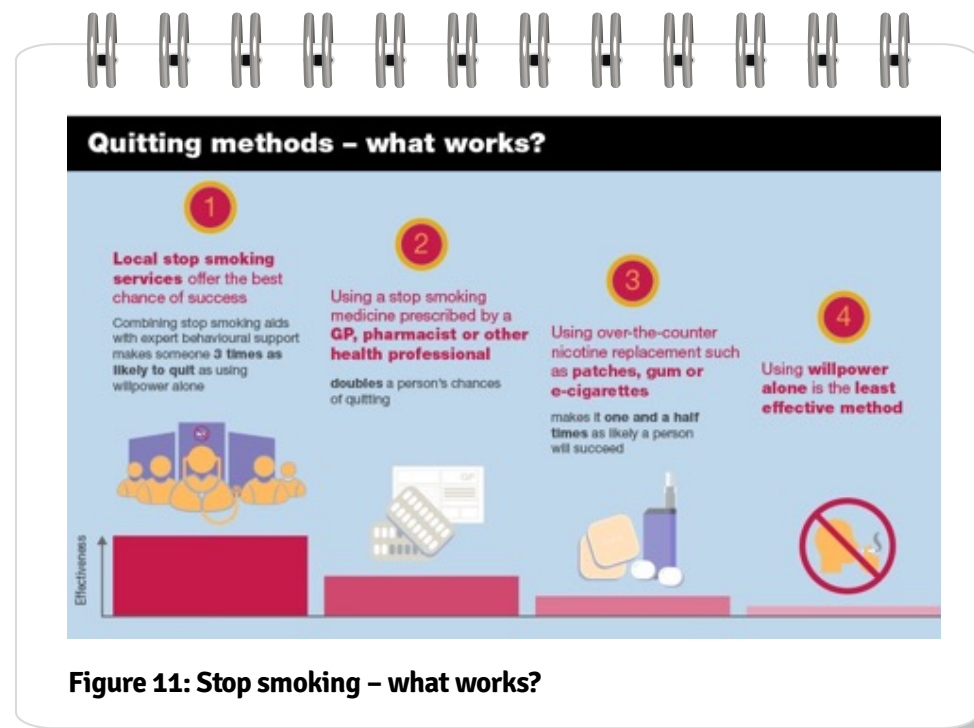 Quitting methods – what works?
1
Local stop smoking
services offer the best
chance of success
Combining stop smoking aids
with expert behavioural support
makes someone 3 times as
likely to quit as using
willpower alone
2
Using a stop smoking
medicine prescribed by a
GP, pharmacist or other
health professional
doubles a person's chances
of quitting
GP
3
Using over-the-counter
nicotine replacement such
as patches, gum or
e-cigarettes
makes it one and a half
times as likely a person
will succeed
4
Using willpower
alone is the least
effective method
Effectiveness
Figure 11: Stop smoking – what works?